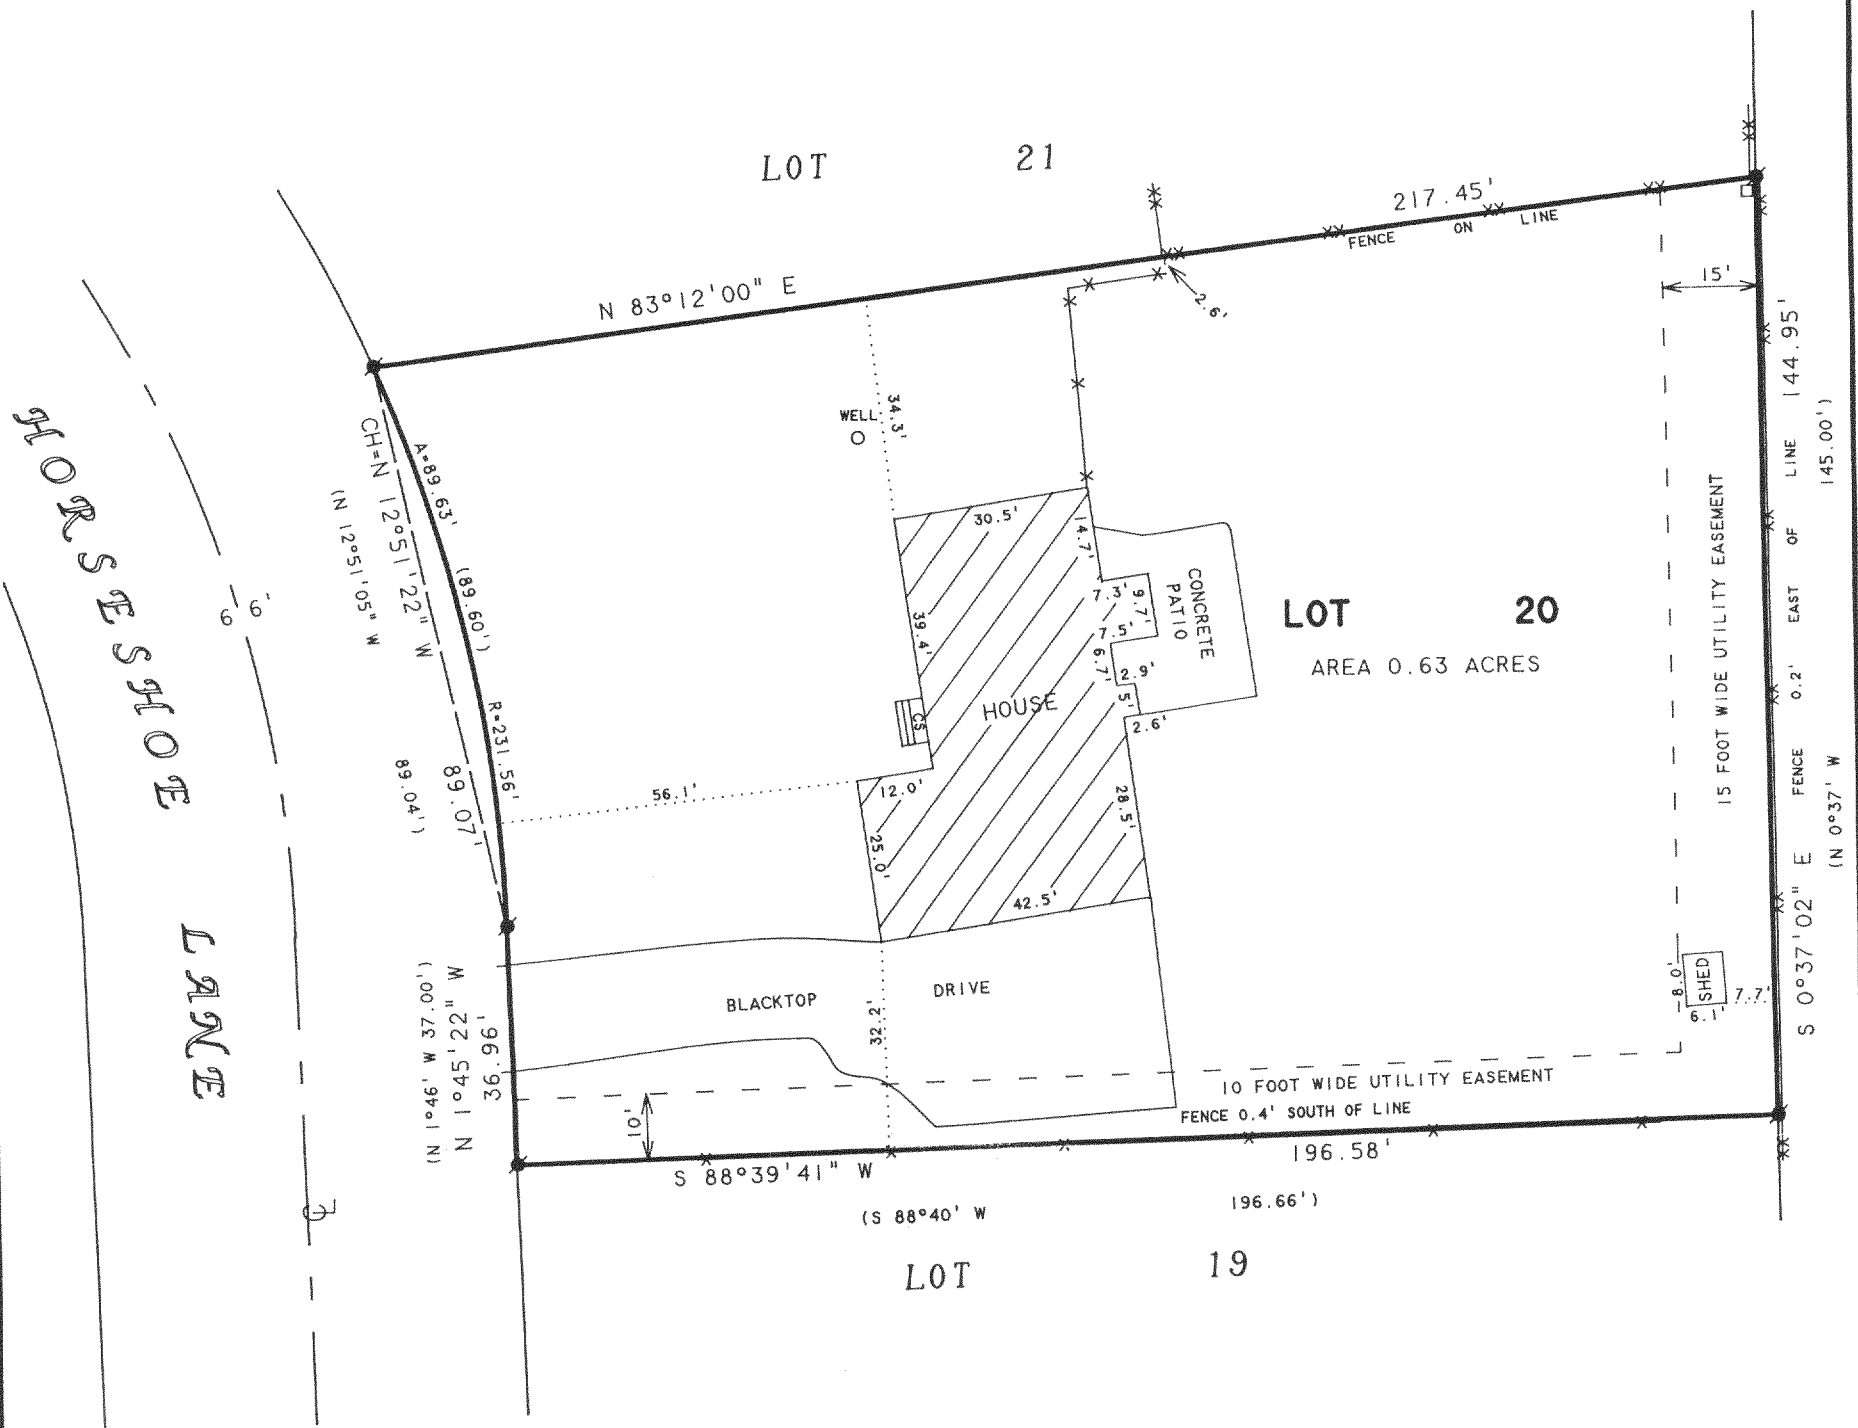 LOT 21
217.45'
FENCE ON LINE
N 83°12'00" E
2.6'
15'
144.95'
FENCE 0.2' EAST OF LINE
145.00')
(N 0°37' W
S 0°37'02" E
15 FOOT WIDE UTILITY EASEMENT
HORSESHOE LANE
66'
CH=N 12°51'22" W
89.07'
(N 12°51'05" W
89.04')
A=89.63'
(89.60')
R=231.56'
WELL
34.3'
30.5'
14.7'
7.3'
9.7'
7.5'
6.7'
2.9'
5'
2.6'
39.4'
CS
HOUSE
CONCRETE
PATIO
LOT 20
AREA 0.63 ACRES
56.1'
12.0'
25.0'
28.5'
42.5'
BLACKTOP DRIVE
32.2'
SHED
8.0'
6.1'
7.7'
(N 1°46' W 37.00')
N 1°45'22" W
36.96'
10'
10 FOOT WIDE UTILITY EASEMENT
FENCE 0.4' SOUTH OF LINE
196.58'
S 88°39'41" W
(S 88°40' W
196.66')
LOT 19